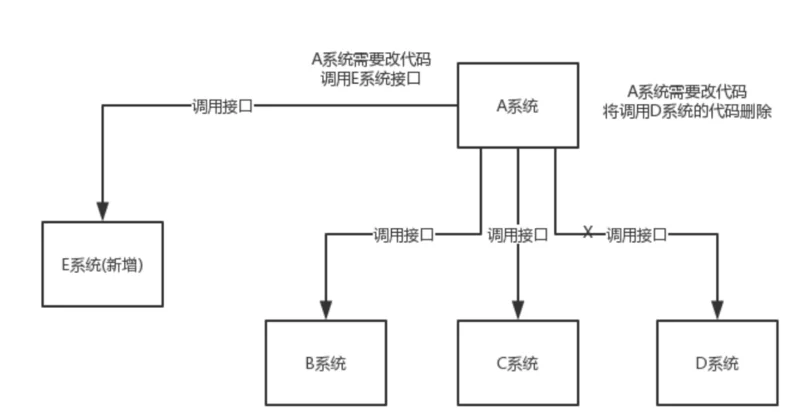 A系统需要改代码
调用E系统接口
A系统
A系统需要改代码
将调用D系统的代码删除
调用接口
E系统(新增)
调用接口
调用接口
X
调用接口
B系统
C系统
D系统